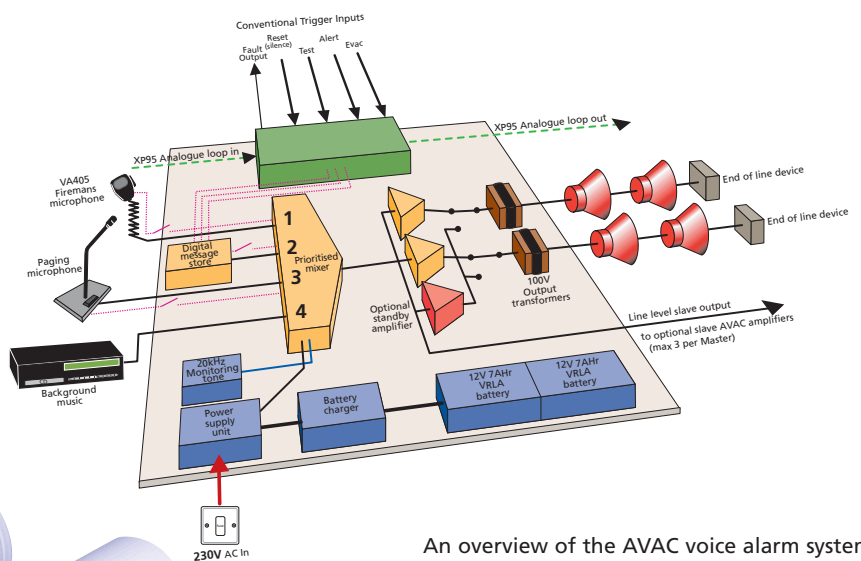 Conventional Trigger Inputs
Fault
Output
Reset
(silence)
Test
Alert
Evac
XP95 Analogue loop in
XP95 Analogue loop out
VA405
Firemans
microphone
Paging
microphone
Background
music
Digital
message
store
1
2
Prioritised
mixer
3
4
Optional
standby
amplifier
100V
Output
transformers
End of line device
End of line device
Line level slave output
to optional slave AVAC amplifiers
(max 3 per Master)
20kHz
Monitoring
tone
Power
supply
unit
Battery
charger
12V 7AHr
VRLA
battery
12V 7AHr
VRLA
battery
230V AC In
An overview of the AVAC voice alarm system